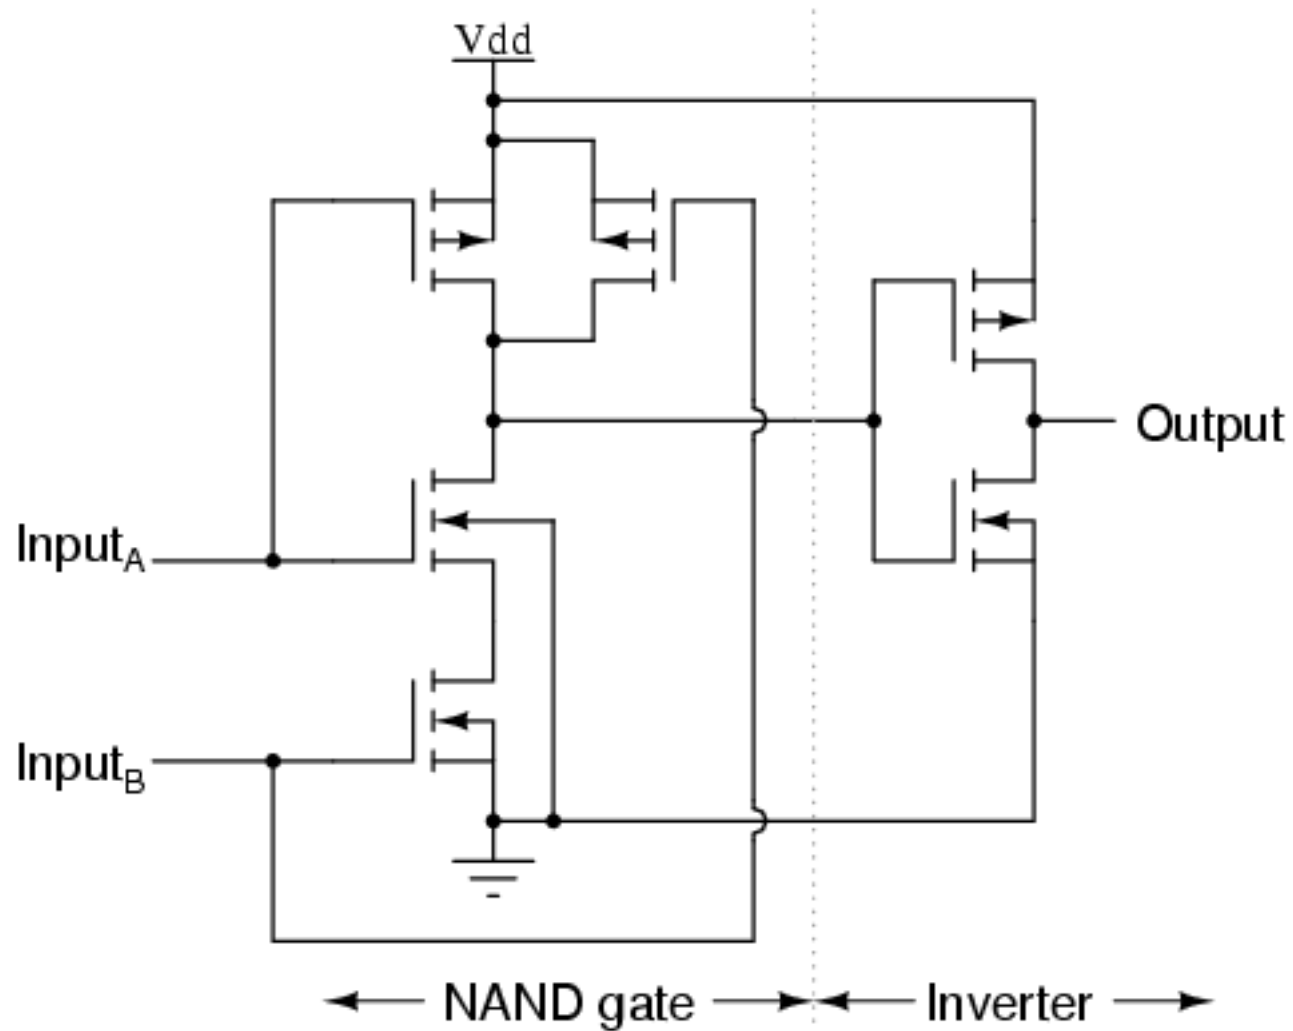 Vdd
Output
InputA
InputB
NAND gate
Inverter